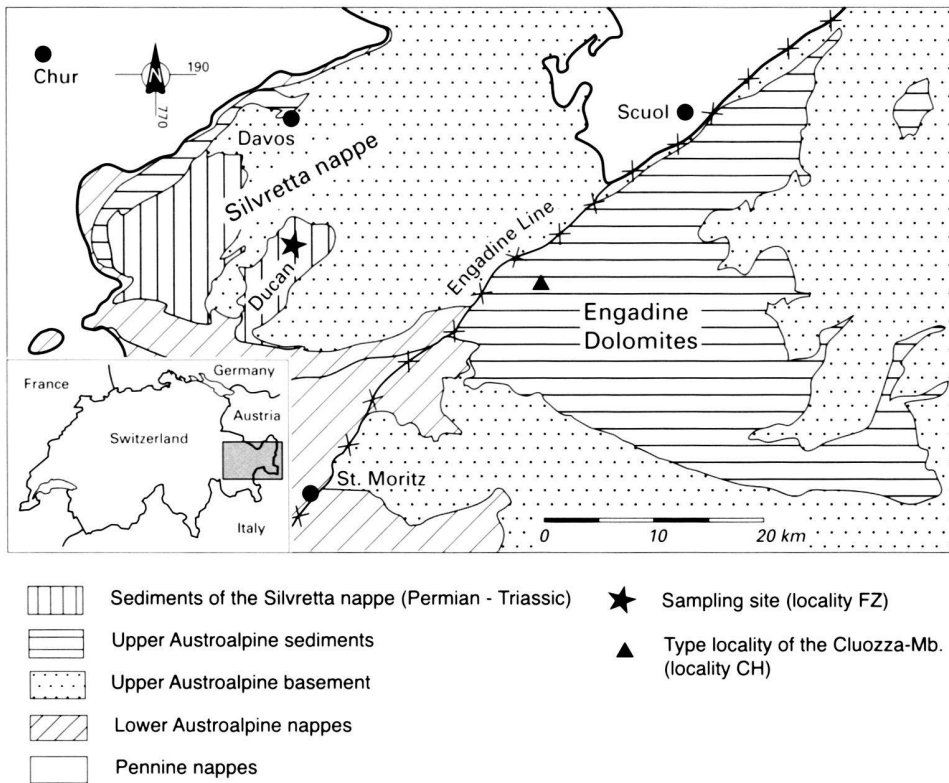 Chur
N
190
770
Davos
Silvretta nappe
Ducan
Scuol
Engadine Line
Engadine
Dolomites
France
Germany
Austria
Switzerland
Italy
St. Moritz
0 10 20 km
Sediments of the Silvretta nappe (Permian - Triassic)
Upper Austroalpine sediments
Upper Austroalpine basement
Lower Austroalpine nappes
Pennine nappes
Sampling site (locality FZ)
Type locality of the Cluozza-Mb.
(locality CH)